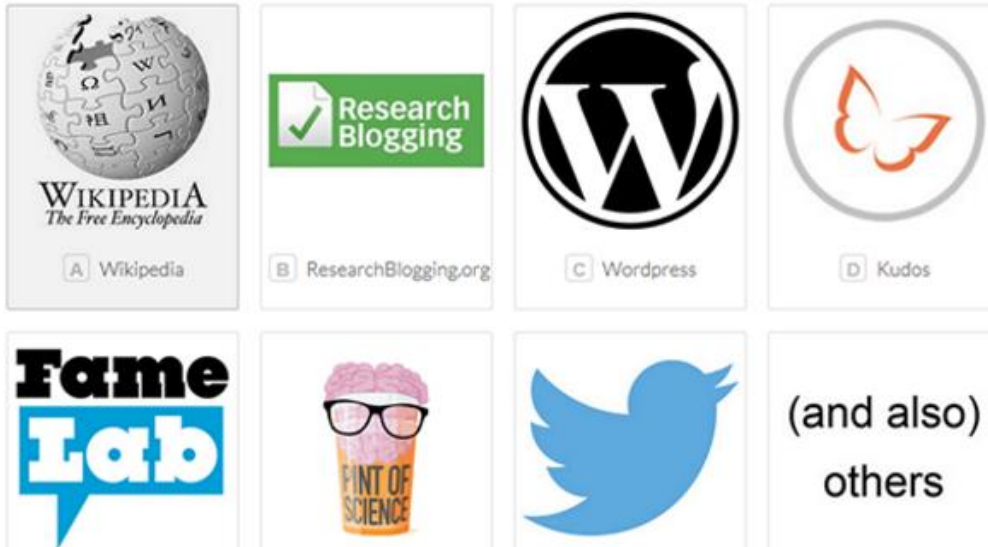 WIKIPEDIA
The Free Encyclopedia
A Wikipedia
Research
Blogging
B ResearchBlogging.org
W
C Wordpress
D Kudos
Fame
Lab
PINT OF
SCIENCE
(and also)
others